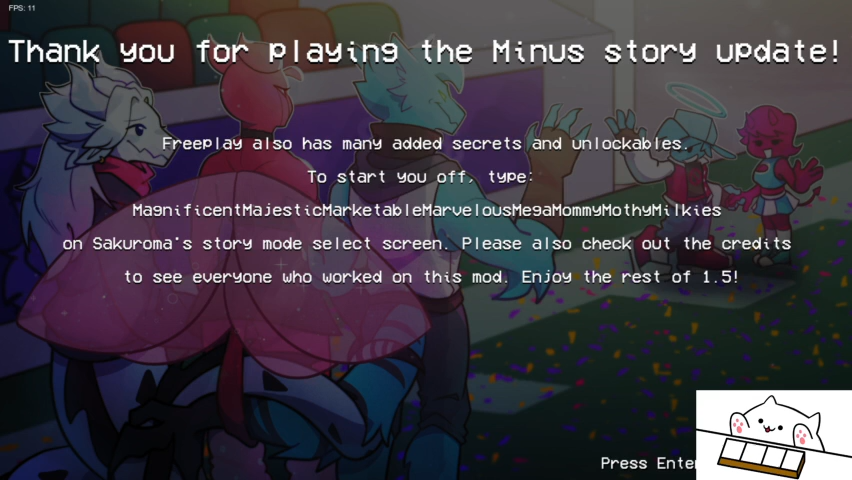 FPS: 11
Thank you for playing the Minus story update!
Freeplay also has many added secrets and unlockables.
To start you off, type:
MagnificentMajesticMarketableMarvelousMegaMommyMothyMilkies
on Sakuroma's story mode select screen. Please also check out the credits
to see everyone who worked on this mod. Enjoy the rest of 1.5!
Press Enter